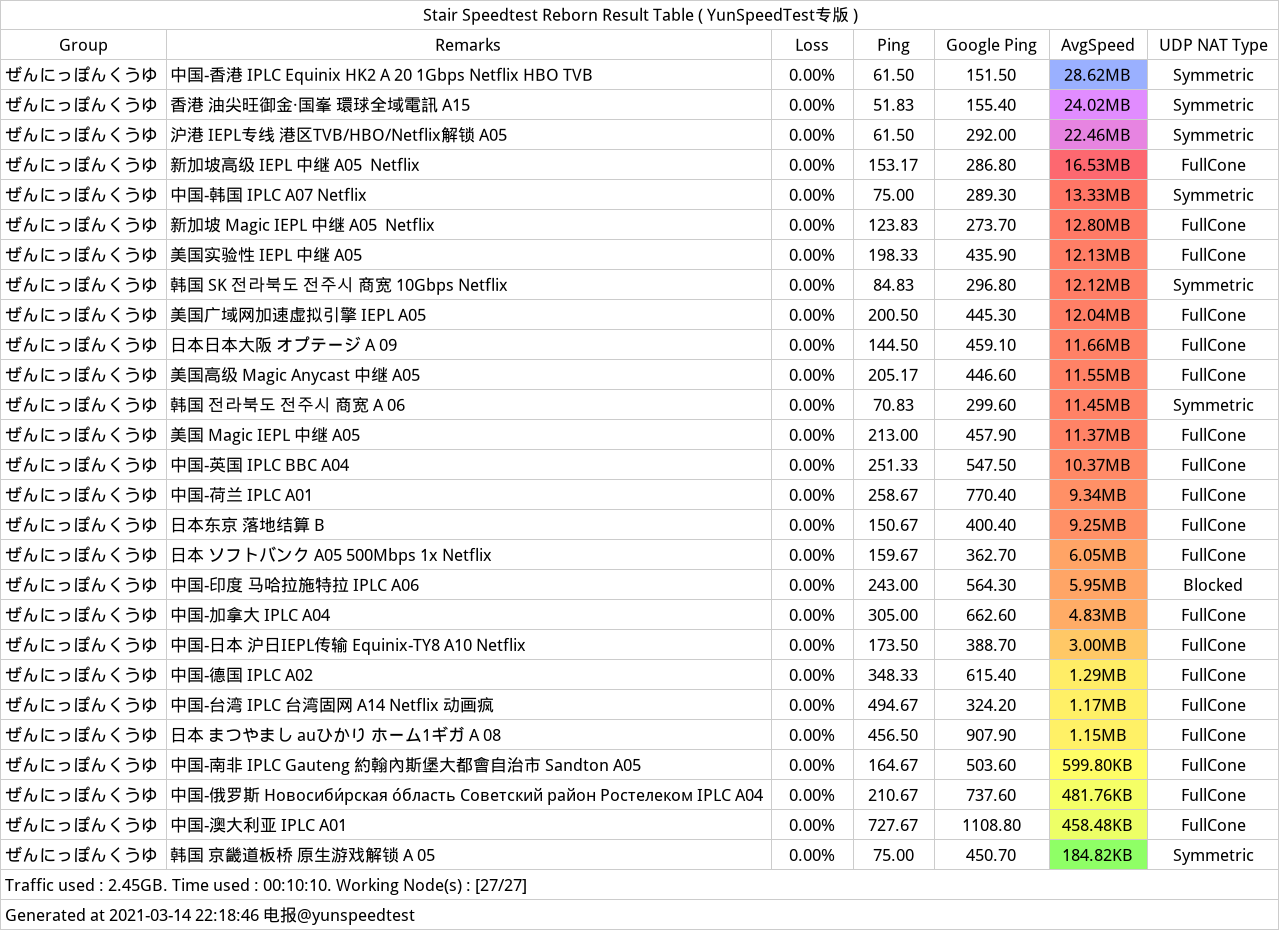 Stair Speedtest Reborn Result Table ( YunSpeedTest专版 )
Group Remarks Loss Ping Google Ping AvgSpeed UDP NAT Type
ぜんにっぽんくうゆ 中国-香港 IPLC Equinix HK2 A 20 1Gbps Netflix HBO TVB 0.00% 61.50 151.50 28.62MB Symmetric
ぜんにっぽんくうゆ 香港 油尖旺御金·国峯 環球全域電訊 A15 0.00% 51.83 155.40 24.02MB Symmetric
ぜんにっぽんくうゆ 沪港 IEPL专线 港区TVB/HBO/Netflix解锁 A05 0.00% 61.50 292.00 22.46MB Symmetric
ぜんにっぽんくうゆ 新加坡高级 IEPL 中继 A05 Netflix 0.00% 153.17 286.80 16.53MB FullCone
ぜんにっぽんくうゆ 中国-韩国 IPLC A07 Netflix 0.00% 75.00 289.30 13.33MB Symmetric
ぜんにっぽんくうゆ 新加坡 Magic IEPL 中继 A05 Netflix 0.00% 123.83 273.70 12.80MB FullCone
ぜんにっぽんくうゆ 美国实验性 IEPL 中继 A05 0.00% 198.33 435.90 12.13MB FullCone
ぜんにっぽんくうゆ 韩国 SK 전라북도 전주시 商宽 10Gbps Netflix 0.00% 84.83 296.80 12.12MB Symmetric
ぜんにっぽんくうゆ 美国广域网加速虚拟引擎 IEPL A05 0.00% 200.50 445.30 12.04MB FullCone
ぜんにっぽんくうゆ 日本日本大阪 オプテージ A 09 0.00% 144.50 459.10 11.66MB FullCone
ぜんにっぽんくうゆ 美国高级 Magic Anycast 中继 A05 0.00% 205.17 446.60 11.55MB FullCone
ぜんにっぽんくうゆ 韩国 전라북도 전주시 商宽 A 06 0.00% 70.83 299.60 11.45MB Symmetric
ぜんにっぽんくうゆ 美国 Magic IEPL 中继 A05 0.00% 213.00 457.90 11.37MB FullCone
ぜんにっぽんくうゆ 中国-英国 IPLC BBC A04 0.00% 251.33 547.50 10.37MB FullCone
ぜんにっぽんくうゆ 中国-荷兰 IPLC A01 0.00% 258.67 770.40 9.34MB FullCone
ぜんにっぽんくうゆ 日本东京 落地结算 B 0.00% 150.67 400.40 9.25MB FullCone
ぜんにっぽんくうゆ 日本 ソフトバンク A05 500Mbps 1x Netflix 0.00% 159.67 362.70 6.05MB FullCone
ぜんにっぽんくうゆ 中国-印度 马哈拉施特拉 IPLC A06 0.00% 243.00 564.30 5.95MB Blocked
ぜんにっぽんくうゆ 中国-加拿大 IPLC A04 0.00% 305.00 662.60 4.83MB FullCone
ぜんにっぽんくうゆ 中国-日本 沪日IEPL传输 Equinix-TY8 A10 Netflix 0.00% 173.50 388.70 3.00MB FullCone
ぜんにっぽんくうゆ 中国-德国 IPLC A02 0.00% 348.33 615.40 1.29MB FullCone
ぜんにっぽんくうゆ 中国-台湾 IPLC 台湾固网 A14 Netflix 动画疯 0.00% 494.67 324.20 1.17MB FullCone
ぜんにっぽんくうゆ 日本 まつやまし auひかり ホーム1ギガ A 08 0.00% 456.50 907.90 1.15MB FullCone
ぜんにっぽんくうゆ 中国-南非 IPLC Gauteng 約翰內斯堡大都會自治市 Sandton A05 0.00% 164.67 503.60 599.80KB FullCone
ぜんにっぽんくうゆ 中国-俄罗斯 Новосиби́рская о́бласть Советский район Ростелеком IPLC A04 0.00% 210.67 737.60 481.76KB FullCone
ぜんにっぽんくうゆ 中国-澳大利亚 IPLC A01 0.00% 727.67 1108.80 458.48KB FullCone
ぜんにっぽんくうゆ 韩国 京畿道板桥 原生游戏解锁 A 05 0.00% 75.00 450.70 184.82KB Symmetric
Traffic used : 2.45GB. Time used : 00:10:10. Working Node(s) : [27/27]
Generated at 2021-03-14 22:18:46 电报@yunspeedtest